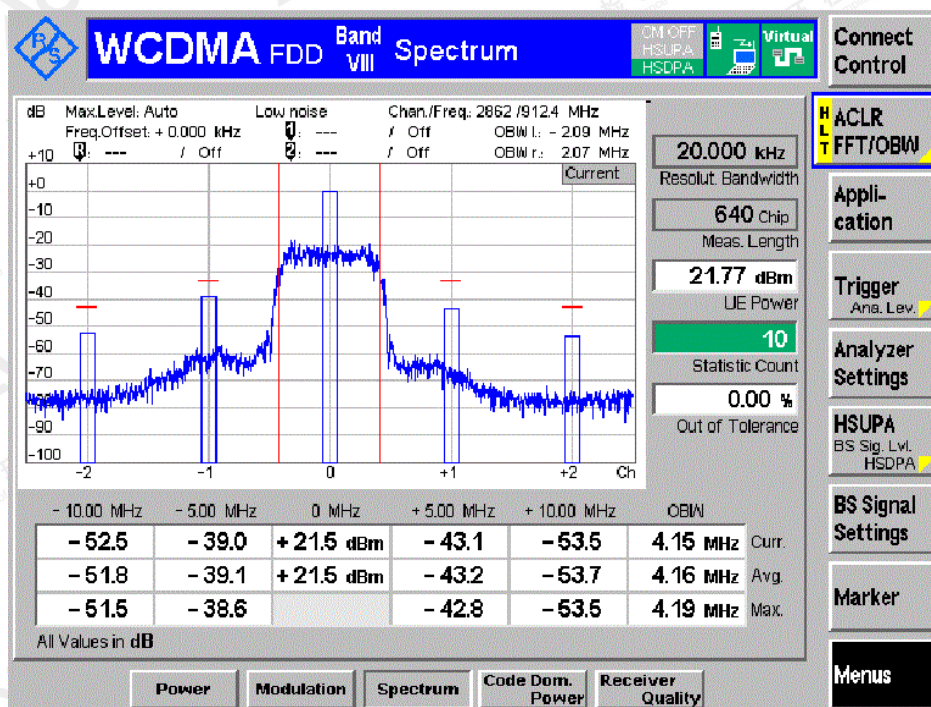 R&S
WCDMA FDD Band VIII Spectrum
CM OFF
HSUPA
HSDPA
Virtual
Connect Control
dB Max.Level: Auto Low noise Chan./Freq.: 2862 /912.4 MHz
Freq.Offset: + 0.000 kHz 1: --- / Off OBW l.: - 2.09 MHz
R: --- / Off 2: --- / Off OBW r.: 2.07 MHz
Current
+10
+0
-10
-20
-30
-40
-50
-60
-70
-90
-100
-2 -1 0 +1 +2 Ch
20.000 kHz
Resolut. Bandwidth
640 Chip
Meas. Length
21.77 dBm
UE Power
10
Statistic Count
0.00 %
Out of Tolerance
- 10.00 MHz - 5.00 MHz 0 MHz + 5.00 MHz + 10.00 MHz OBW
- 52.5 - 39.0 + 21.5 dBm - 43.1 - 53.5 4.15 MHz Curr.
- 51.8 - 39.1 + 21.5 dBm - 43.2 - 53.7 4.16 MHz Avg.
- 51.5 - 38.6 - 42.8 - 53.5 4.19 MHz Max.
All Values in dB
Power Modulation Spectrum Code Dom. Power Receiver Quality
HLT
ACLR
FFT/OBW
Appli-
cation
Trigger
Ana. Lev.
Analyzer
Settings
HSUPA
BS Sig. Lvl.
HSDPA
BS Signal
Settings
Marker
Menus